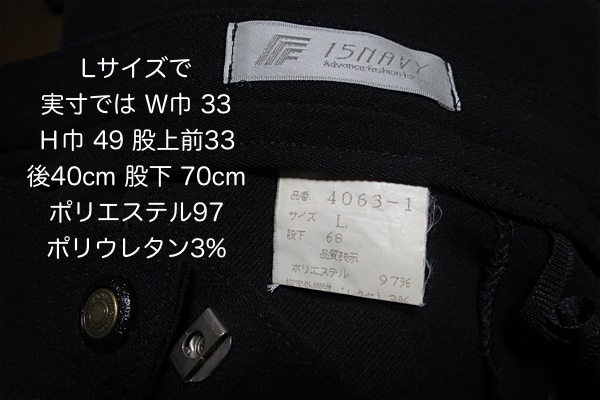 Lサイズで
実寸では W巾 33
H巾 49 股上前33
後40cm 股下 70cm
ポリエステル97
ポリウレタン3%
15NAVY
Advance fashion for
品番 4063-1
サイズ L
股下 68
品質表示
ポリエステル 97%